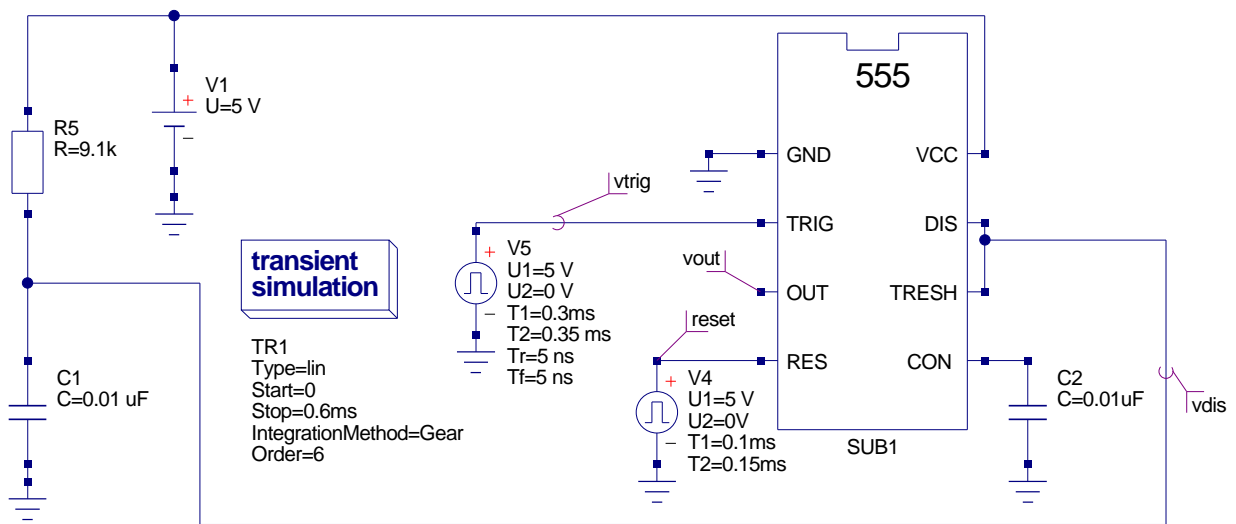 V1
U=5 V
R5
R=9.1k
555
GND
VCC
TRIG
DIS
OUT
TRESH
RES
CON
SUB1
vtrig
V5
U1=5 V
U2=0 V
T1=0.3ms
T2=0.35 ms
Tr=5 ns
Tf=5 ns
vout
reset
V4
U1=5 V
U2=0V
T1=0.1ms
T2=0.15ms
transient
simulation
TR1
Type=lin
Start=0
Stop=0.6ms
IntegrationMethod=Gear
Order=6
C1
C=0.01 uF
C2
C=0.01uF
vdis